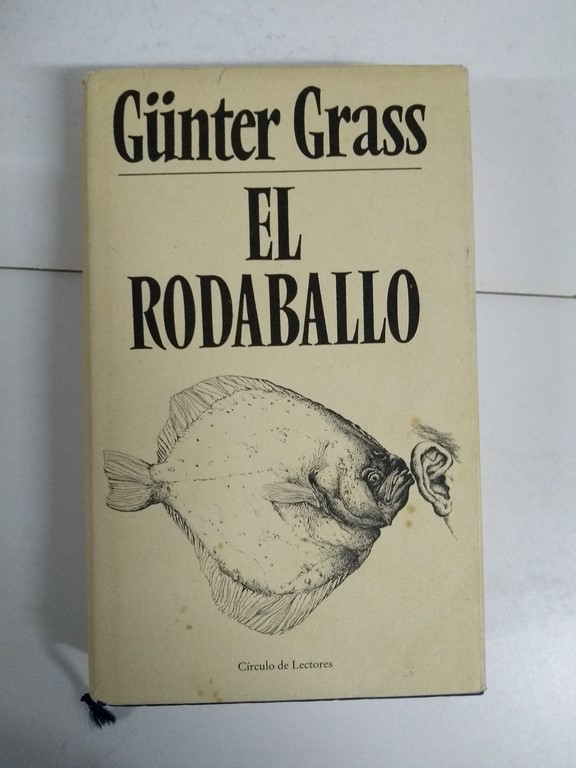 Günter Grass
EL
RODABALLO
Círculo de Lectores